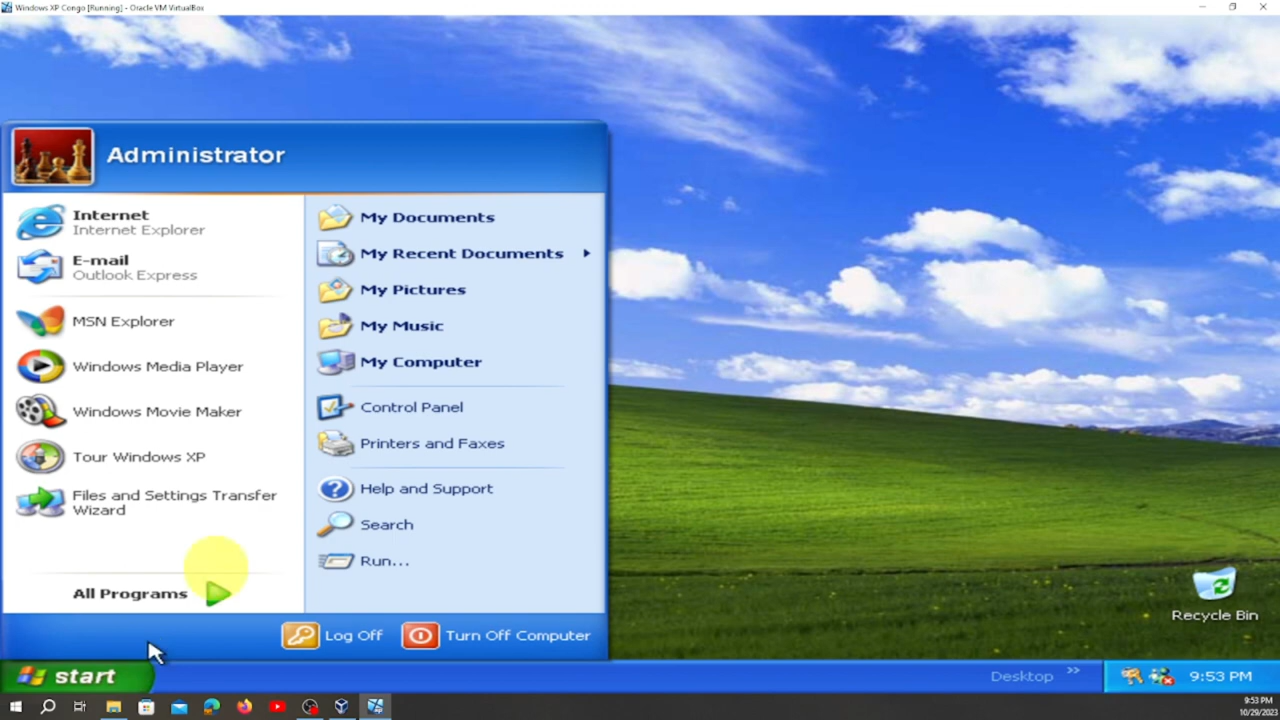 Windows XP Congo [Running] - Oracle VM VirtualBox
Administrator
Internet
Internet Explorer
E-mail
Outlook Express
MSN Explorer
Windows Media Player
Windows Movie Maker
Tour Windows XP
Files and Settings Transfer
Wizard
All Programs
My Documents
My Recent Documents
My Pictures
My Music
My Computer
Control Panel
Printers and Faxes
Help and Support
Search
Run...
Log Off
Turn Off Computer
Recycle Bin
start
Desktop
9:53 PM
9:53 PM
10/29/2023